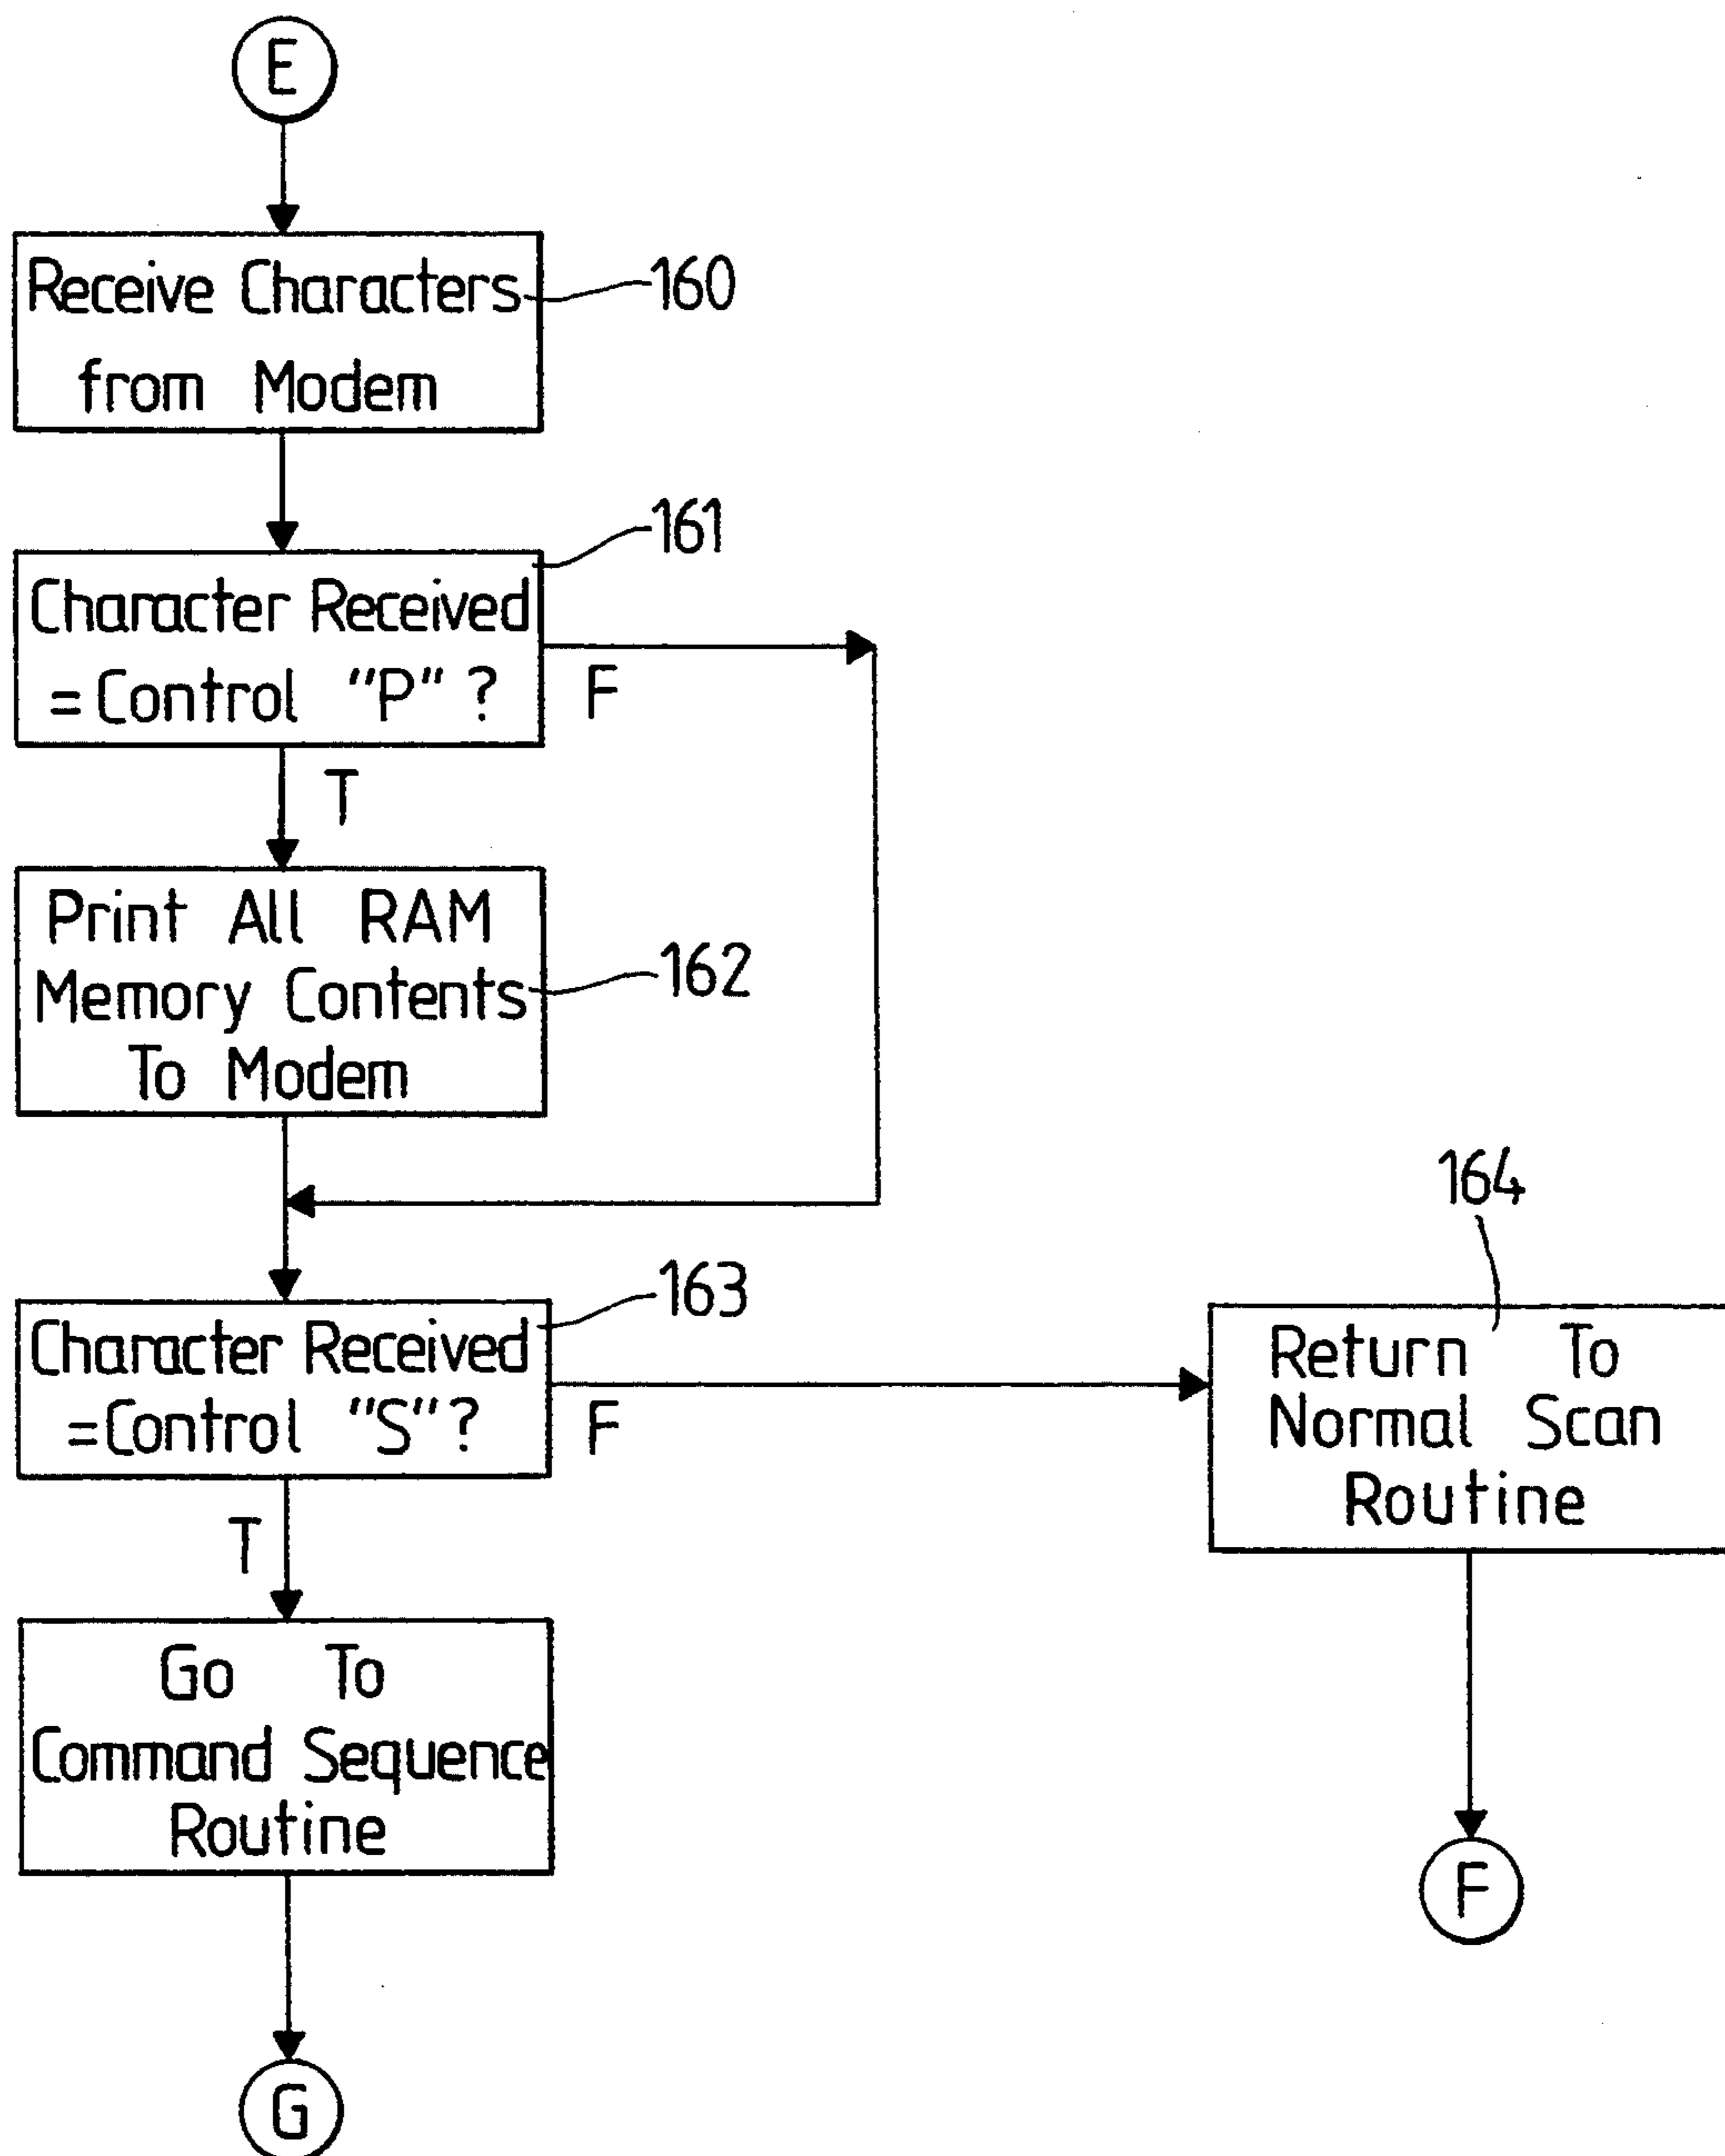 E
Receive Characters
from Modem
160
161
Character Received
=Control "P"?
F
T
Print All RAM
Memory Contents
To Modem
162
163
Character Received
=Control "S"?
F
T
164
Return To
Normal Scan
Routine
Go To
Command Sequence
Routine
F
G